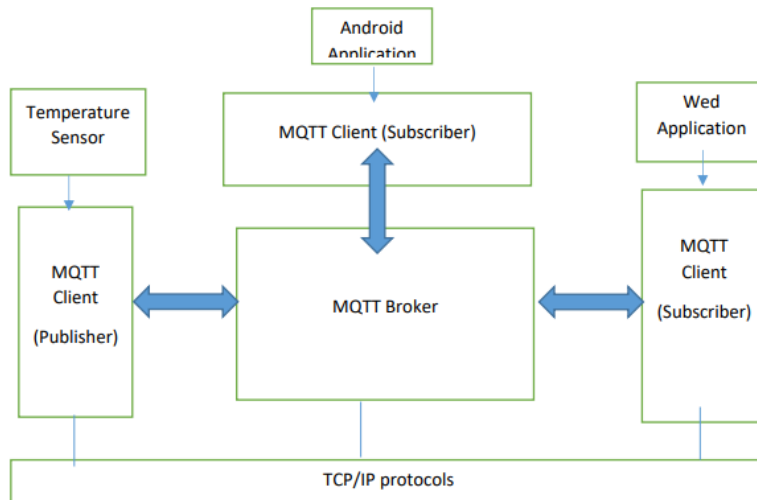 Android
Application
Temperature
Sensor
MQTT Client (Subscriber)
Wed
Application
MQTT
Client
(Publisher)
MQTT Broker
MQTT
Client
(Subscriber)
TCP/IP protocols